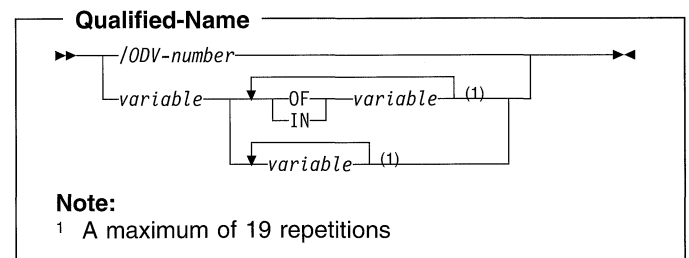 Qualified-Name
/ODV-number
variable OF variable (1)
IN
variable (1)
Note:
1 A maximum of 19 repetitions